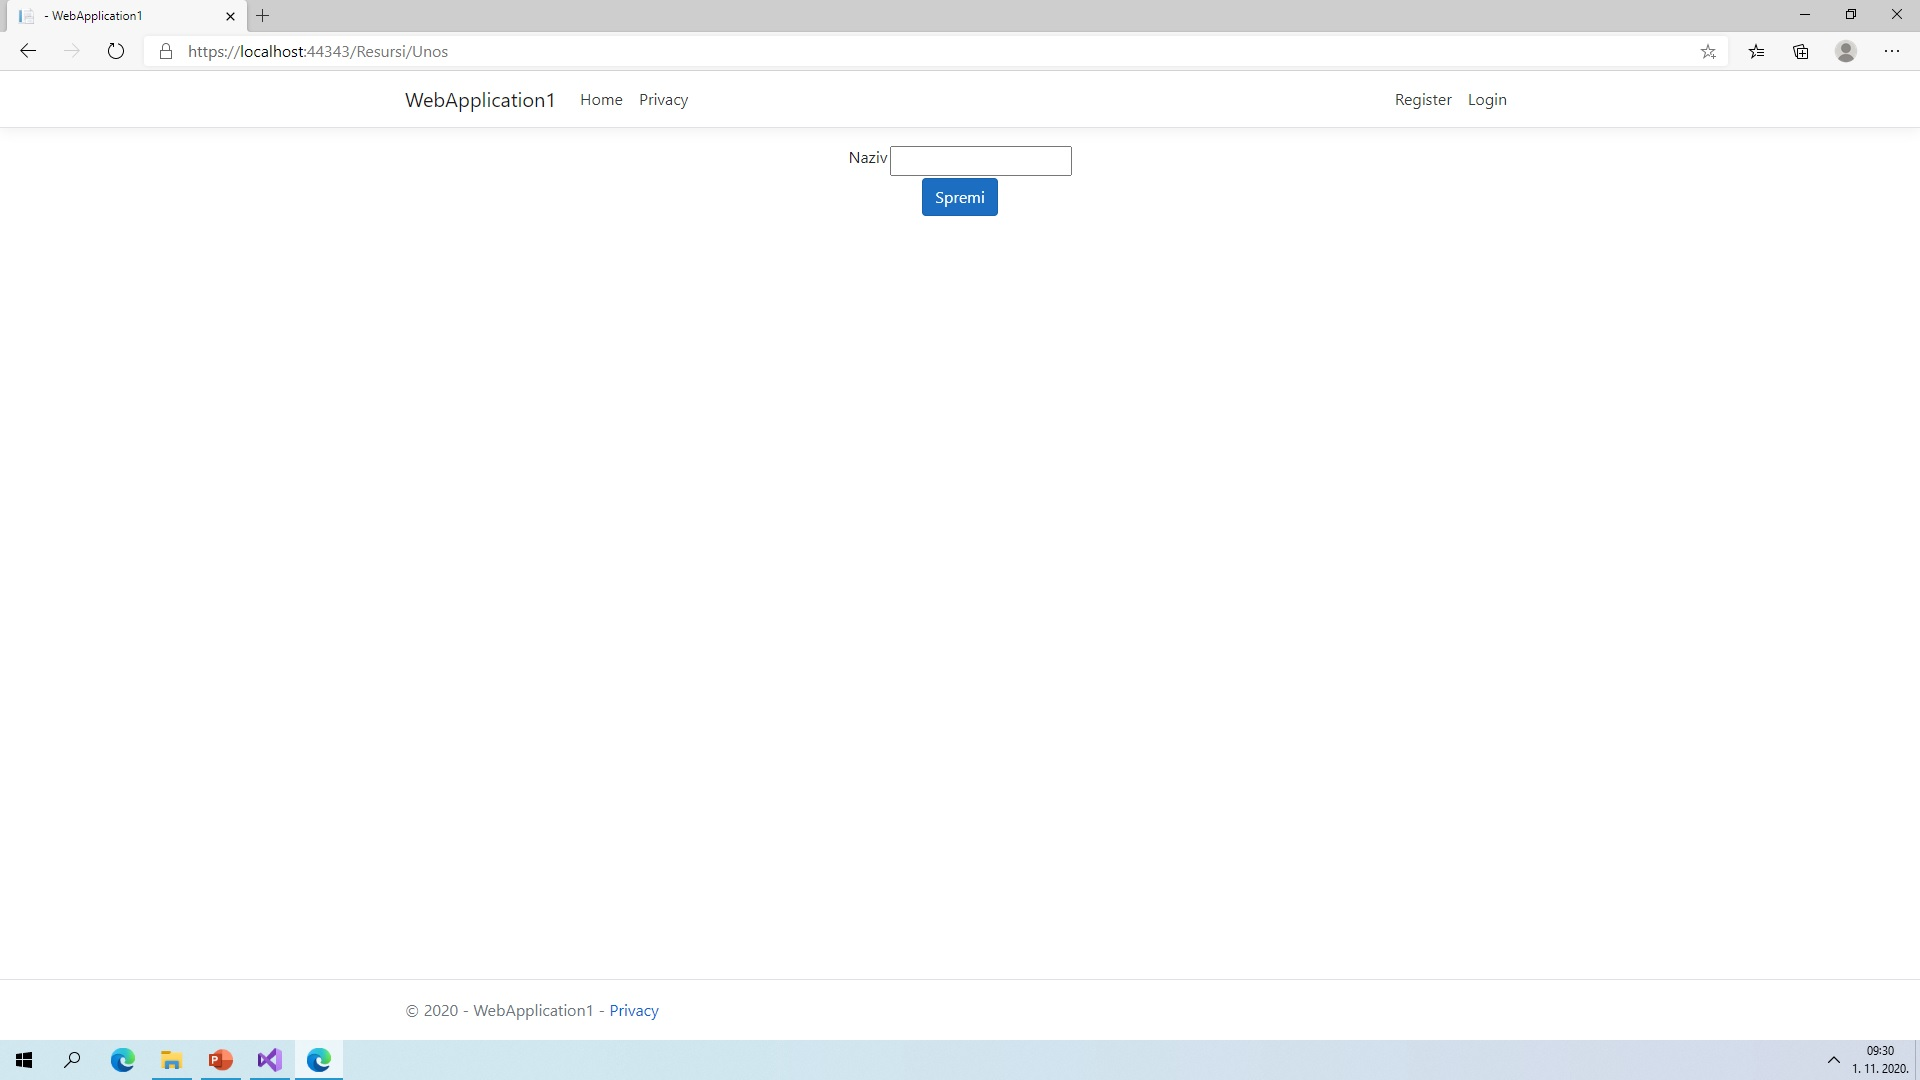 - WebApplication1
https://localhost:44343/Resursi/Unos
WebApplication1 Home Privacy Register Login
Naziv
Spremi
© 2020 - WebApplication1 - Privacy
09:30
1. 11. 2020.